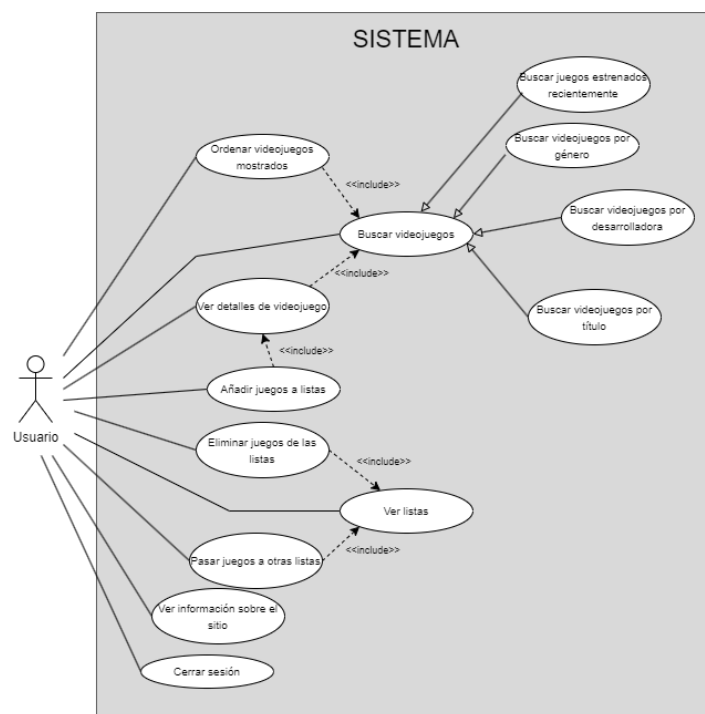 SISTEMA
Buscar juegos estrenados
recientemente
Ordenar videojuegos
mostrados
Buscar videojuegos por
género
<<include>>
Buscar videojuegos
Buscar videojuegos por
desarrolladora
<<include>>
Ver detalles de videojuego
Buscar videojuegos por
título
<<include>>
Añadir juegos a listas
Usuario
Eliminar juegos de las
listas
<<include>>
Ver listas
<<include>>
Pasar juegos a otras listas
Ver información sobre el
sitio
Cerrar sesión